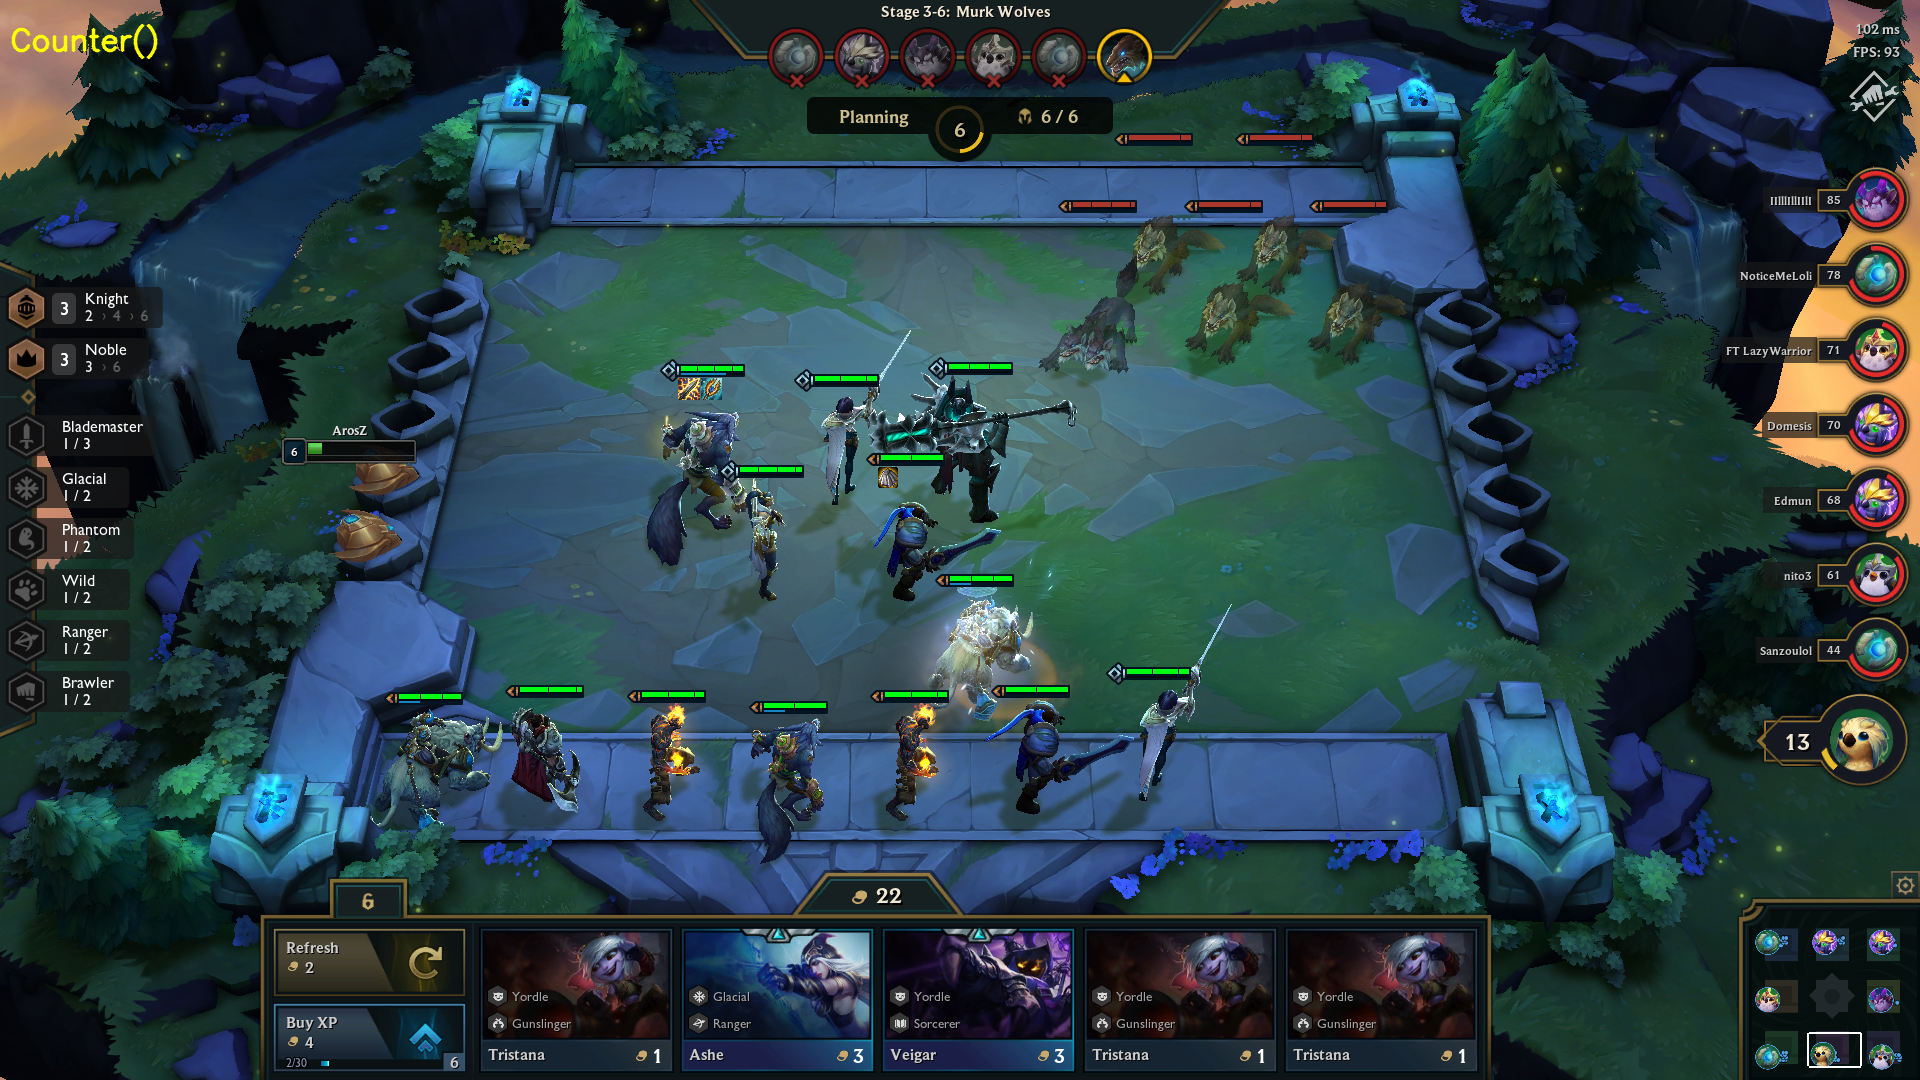 Counter()
Stage 3-6: Murk Wolves
102 ms
FPS: 93
Planning
6
6 / 6
85
NoticeMeLoli
78
FT LazyWarrior
71
Domesis
70
Edmun
68
nito3
61
Sanzoulol
44
13
3
Knight
2 › 4 › 6
3
Noble
3 › 6
Blademaster
1 / 3
Glacial
1 / 2
Phantom
1 / 2
Wild
1 / 2
Ranger
1 / 2
Brawler
1 / 2
ArosZ
6
6
22
Refresh
2
Buy XP
4
2/30
6
Yordle
Gunslinger
Tristana
1
Glacial
Ranger
Ashe
3
Yordle
Sorcerer
Veigar
3
Yordle
Gunslinger
Tristana
1
Yordle
Gunslinger
Tristana
1